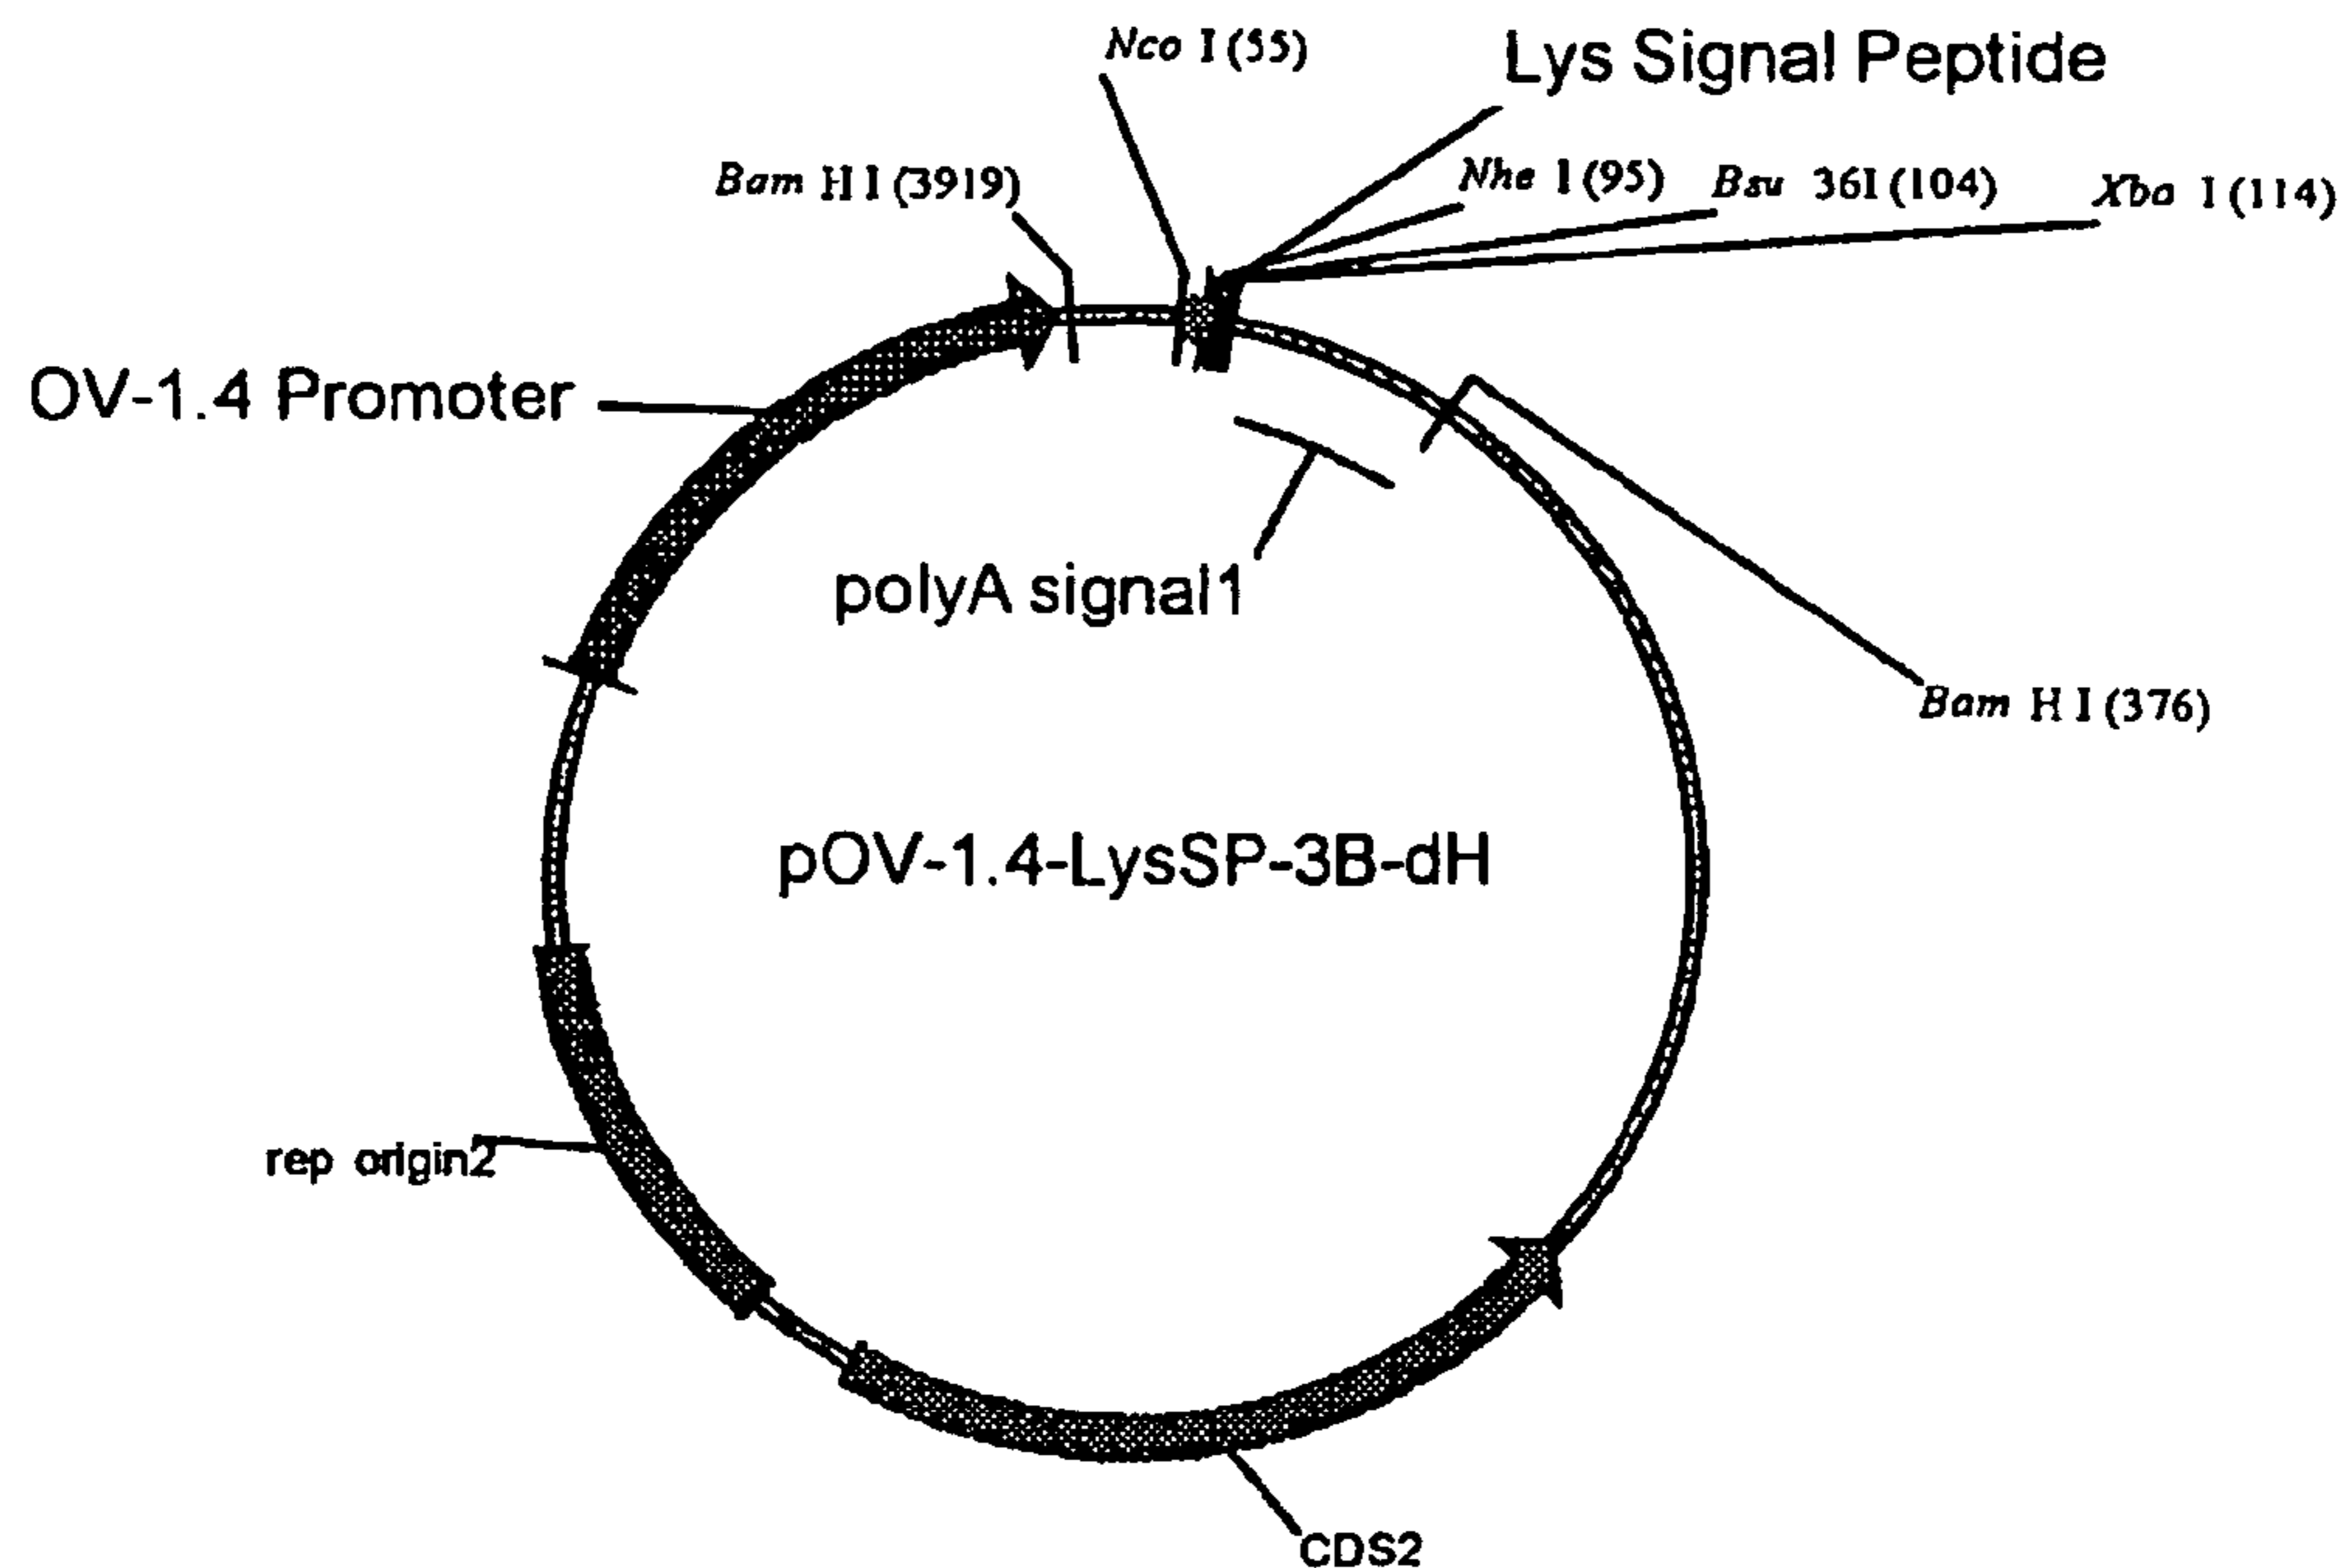 Nco I (55)
Lys Signal Peptide
Bam H I (3919)
Nhe I (95)
Bsu 36I (104)
Xba I (114)
OV-1.4 Promoter
polyA signal1
Bam H I (376)
pOV-1.4-LysSP-3B-dH
rep origin2
CDS2